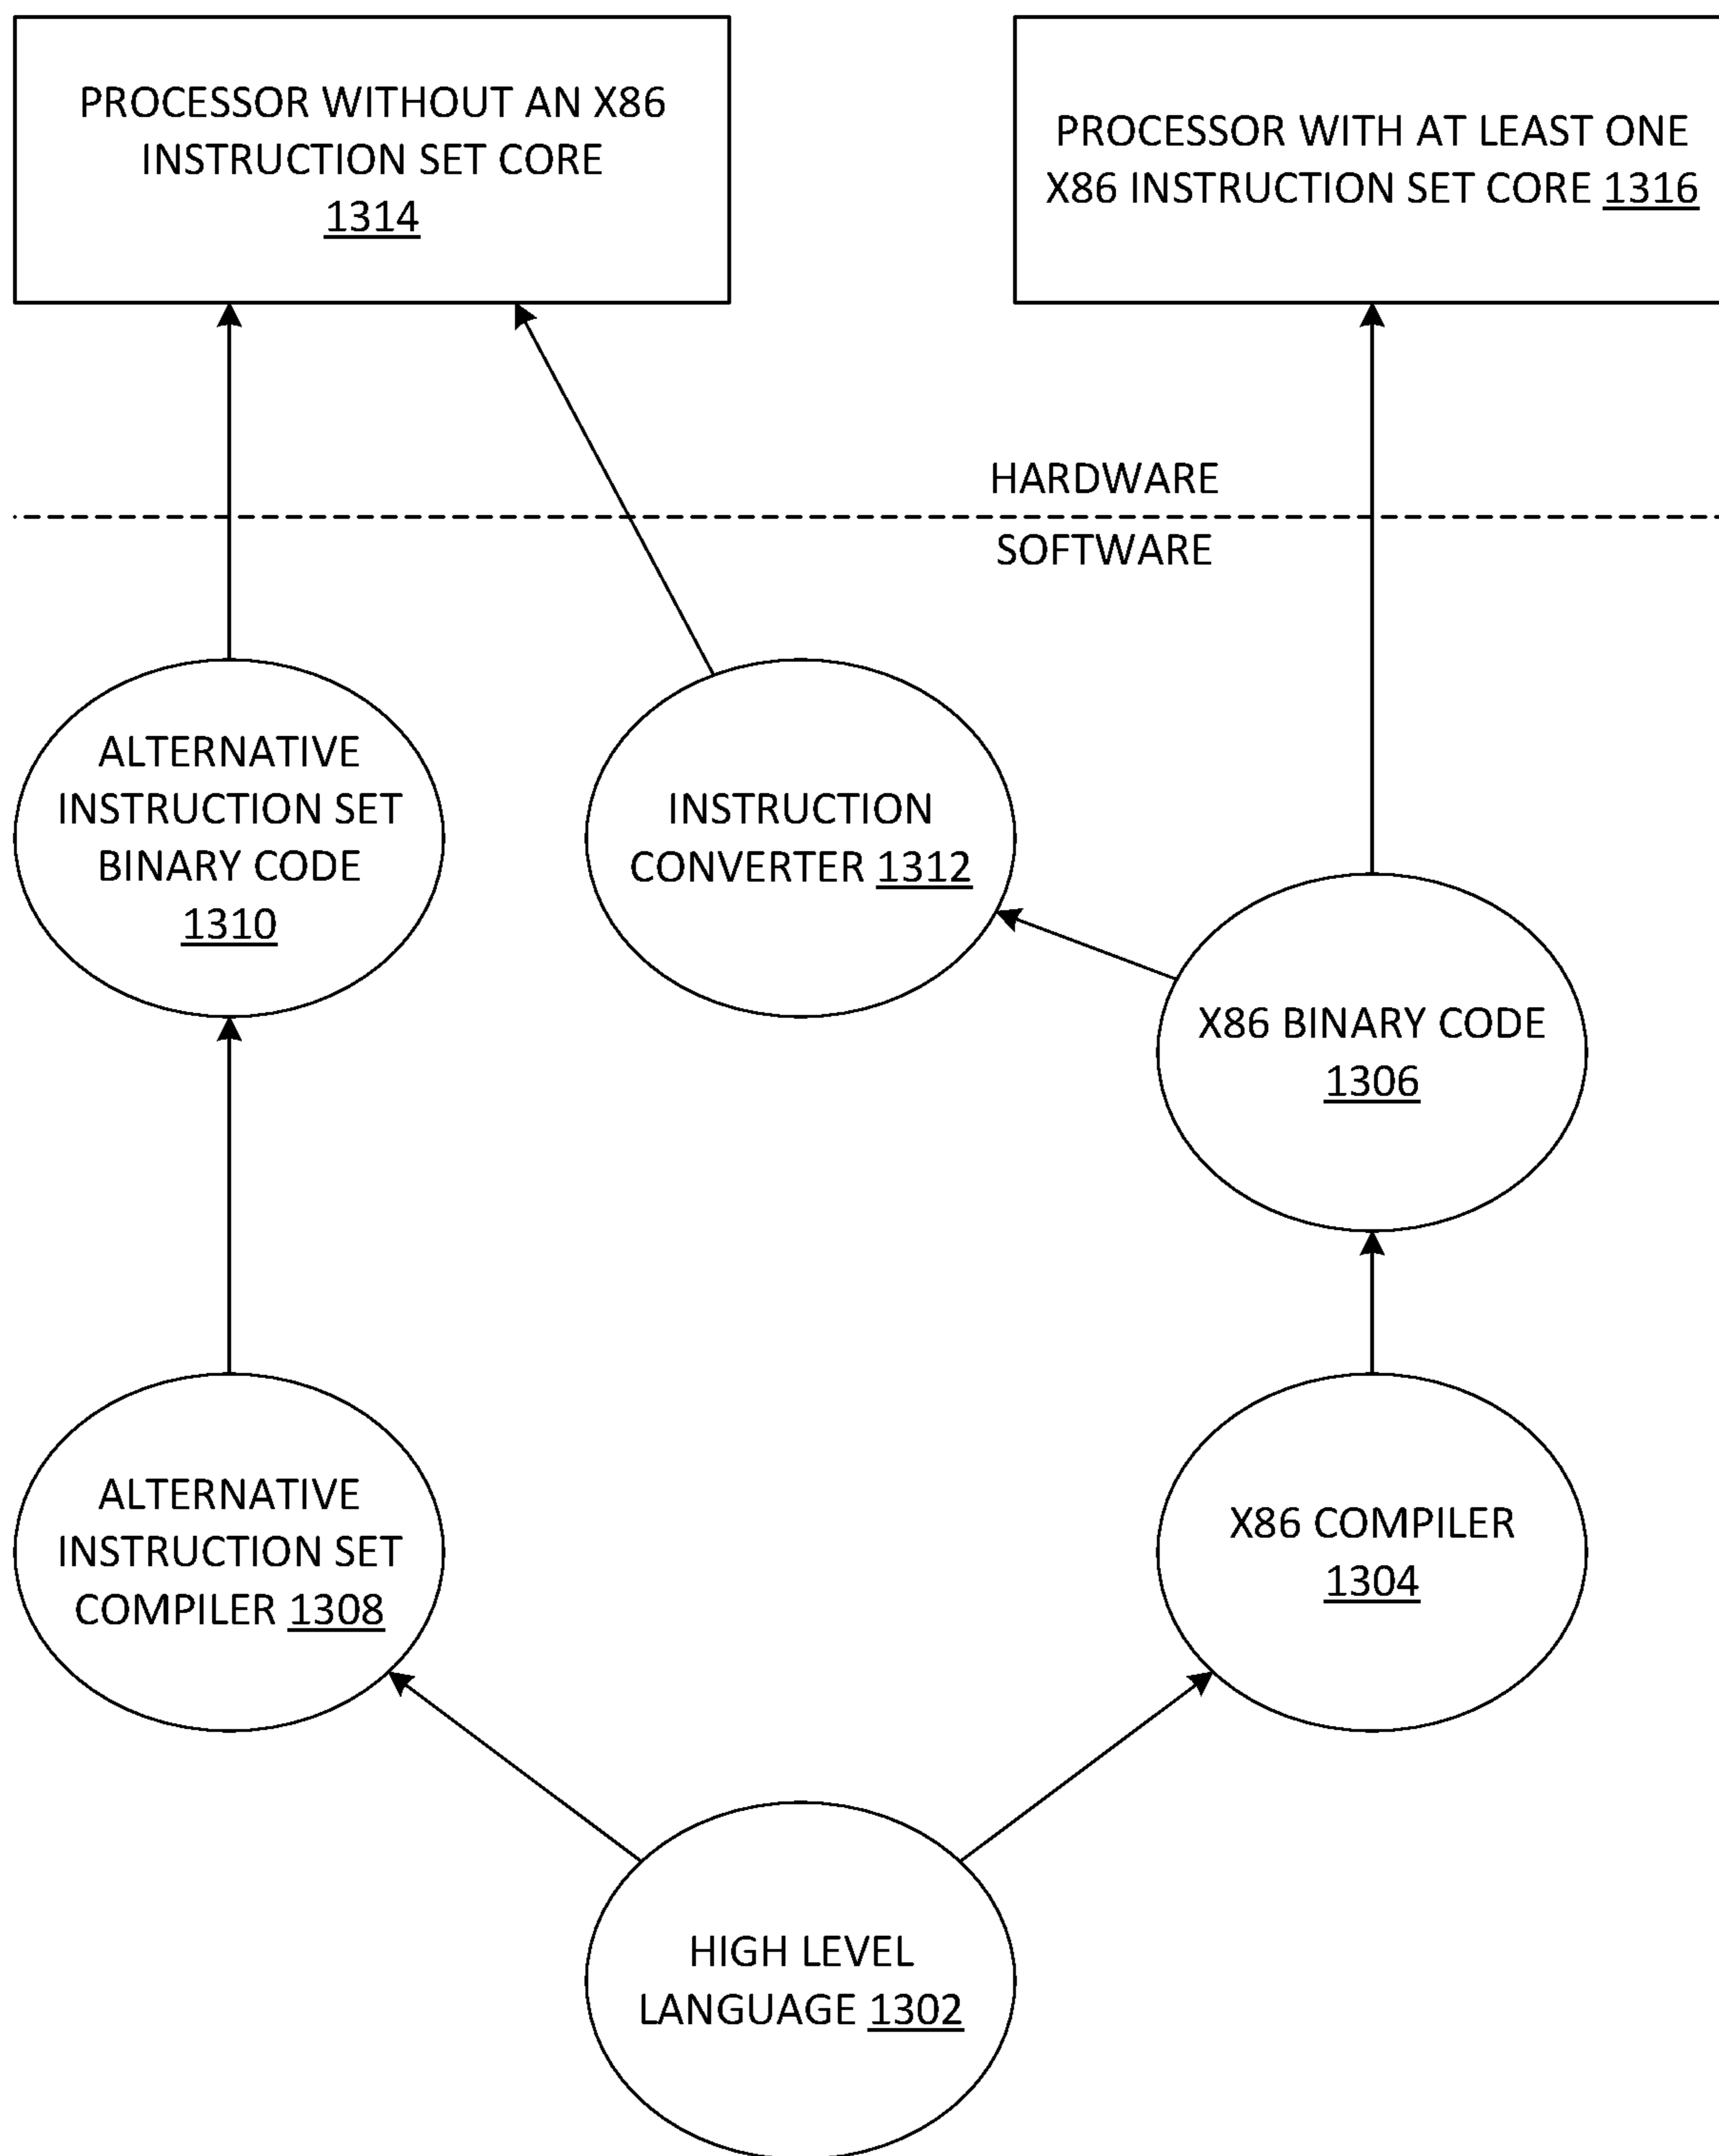 PROCESSOR WITHOUT AN X86
INSTRUCTION SET CORE
1314
PROCESSOR WITH AT LEAST ONE
X86 INSTRUCTION SET CORE 1316
HARDWARE
SOFTWARE
ALTERNATIVE
INSTRUCTION SET
BINARY CODE
1310
INSTRUCTION
CONVERTER 1312
X86 BINARY CODE
1306
ALTERNATIVE
INSTRUCTION SET
COMPILER 1308
X86 COMPILER
1304
HIGH LEVEL
LANGUAGE 1302